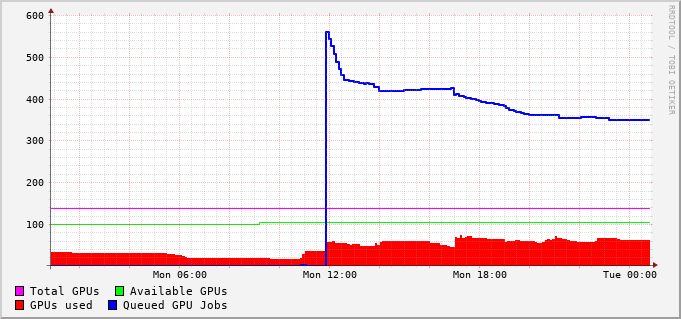 600
500
400
300
200
100
Mon 06:00 Mon 12:00 Mon 18:00 Tue 00:00
Total GPUs Available GPUs
GPUs used Queued GPU Jobs
RRDTOOL / TOBI OETIKER